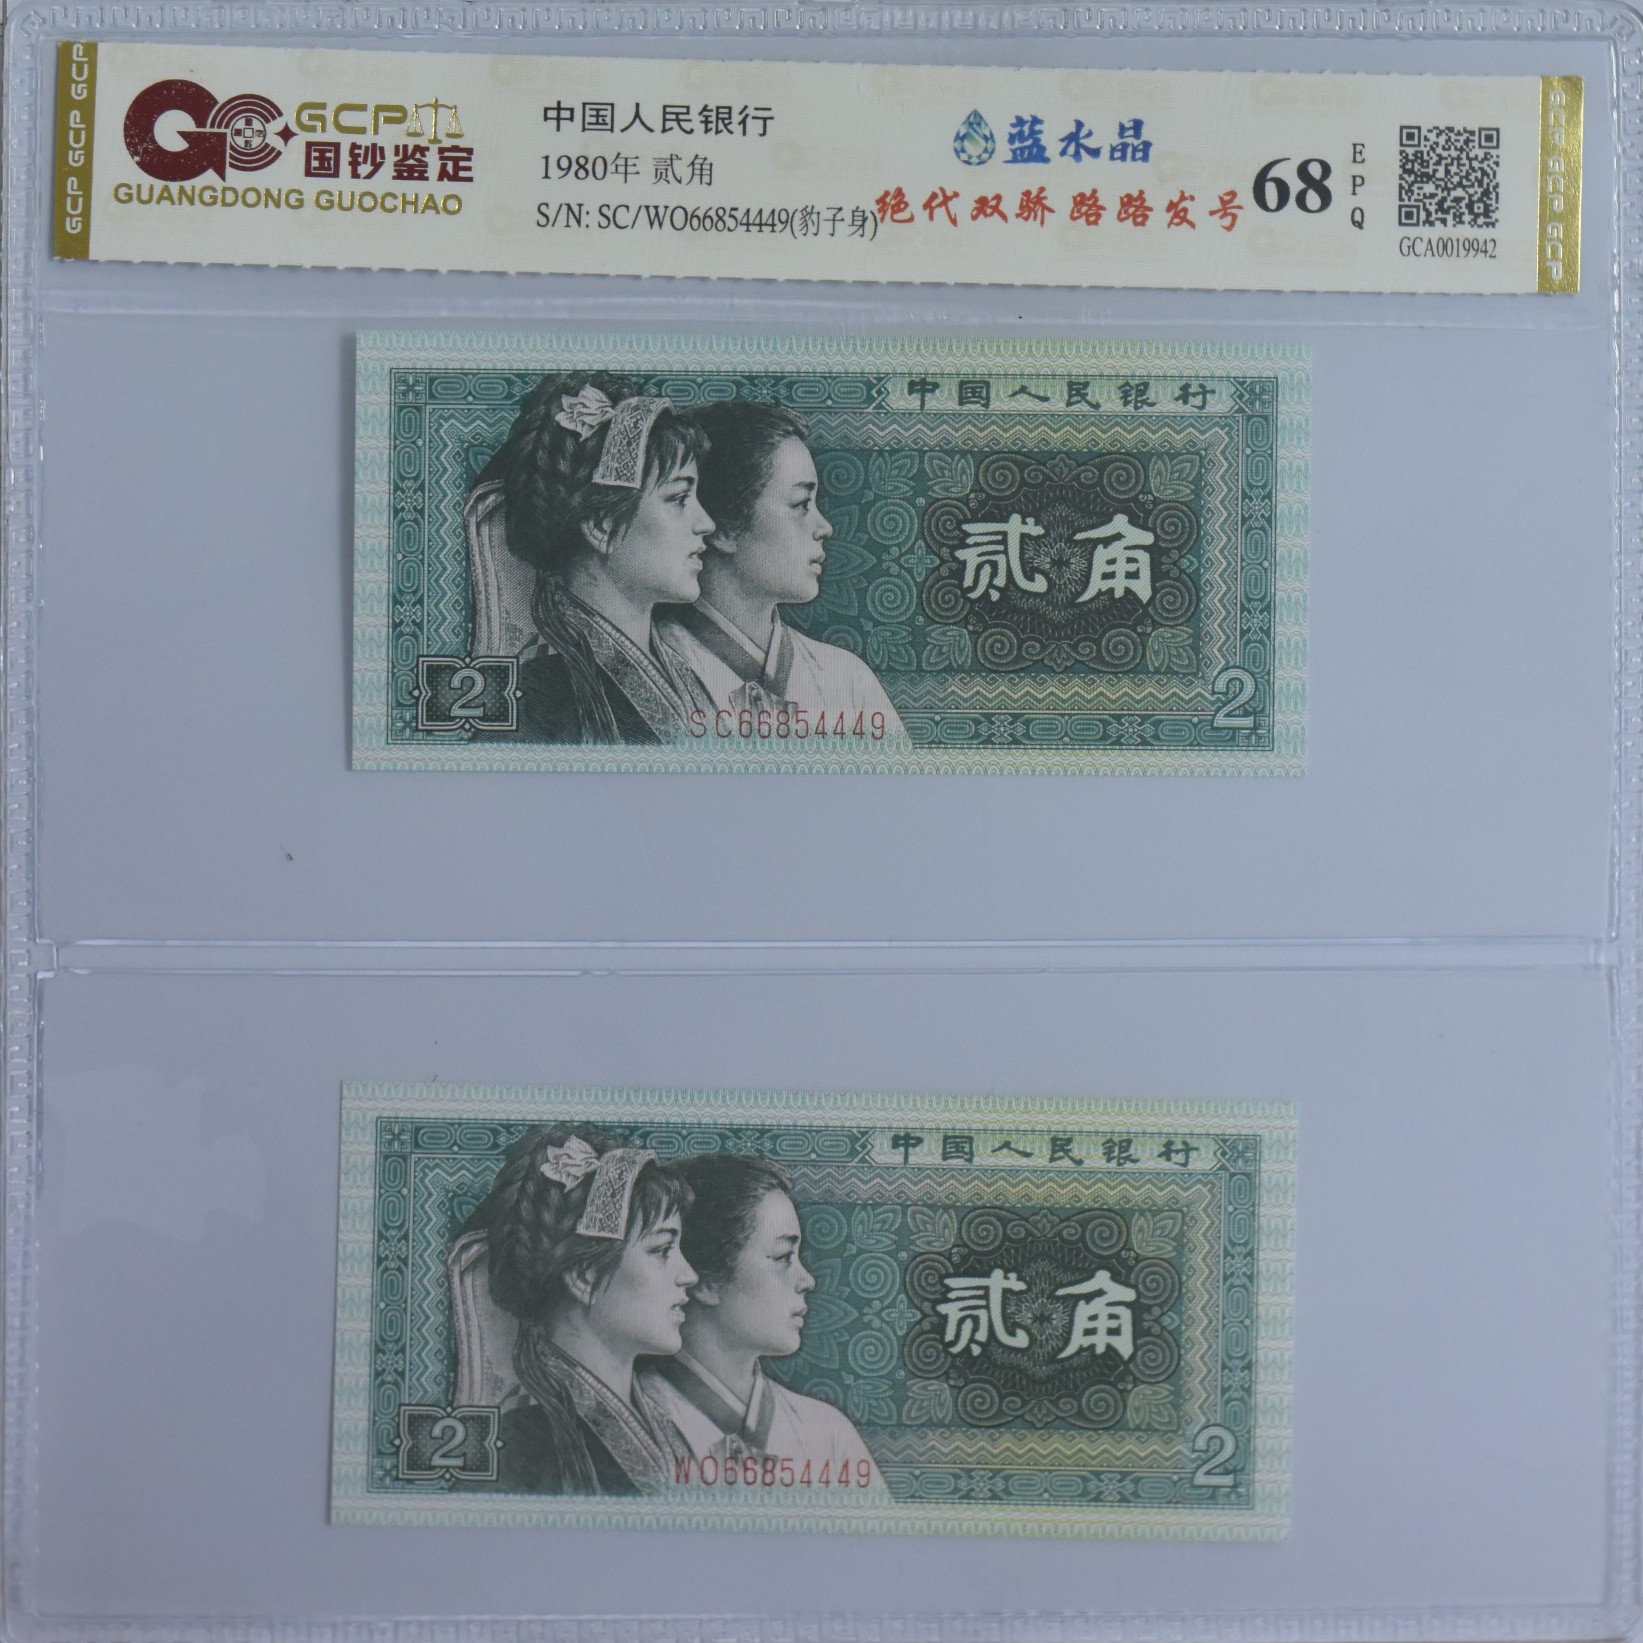 GCP GCP GCP
GCP
国钞鉴定
GUANGDONG GUOCHAO
中国人民银行
1980年 贰角
S/N: SC/WO66854449(豹子身)
蓝水晶
绝代双骄 路路发号
68
EPQ
GCA0019942
GCP GCP GCP GCP
中国人民银行
贰角
2
2
SC66854449
中国人民银行
贰角
2
2
WO66854449